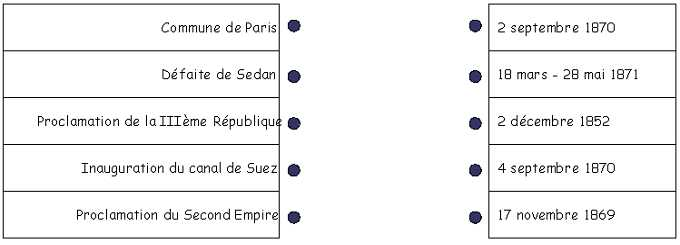 Commune de Paris
2 septembre 1870
Défaite de Sedan
18 mars - 28 mai 1871
Proclamation de la IIIème République
2 décembre 1852
Inauguration du canal de Suez
4 septembre 1870
Proclamation du Second Empire
17 novembre 1869